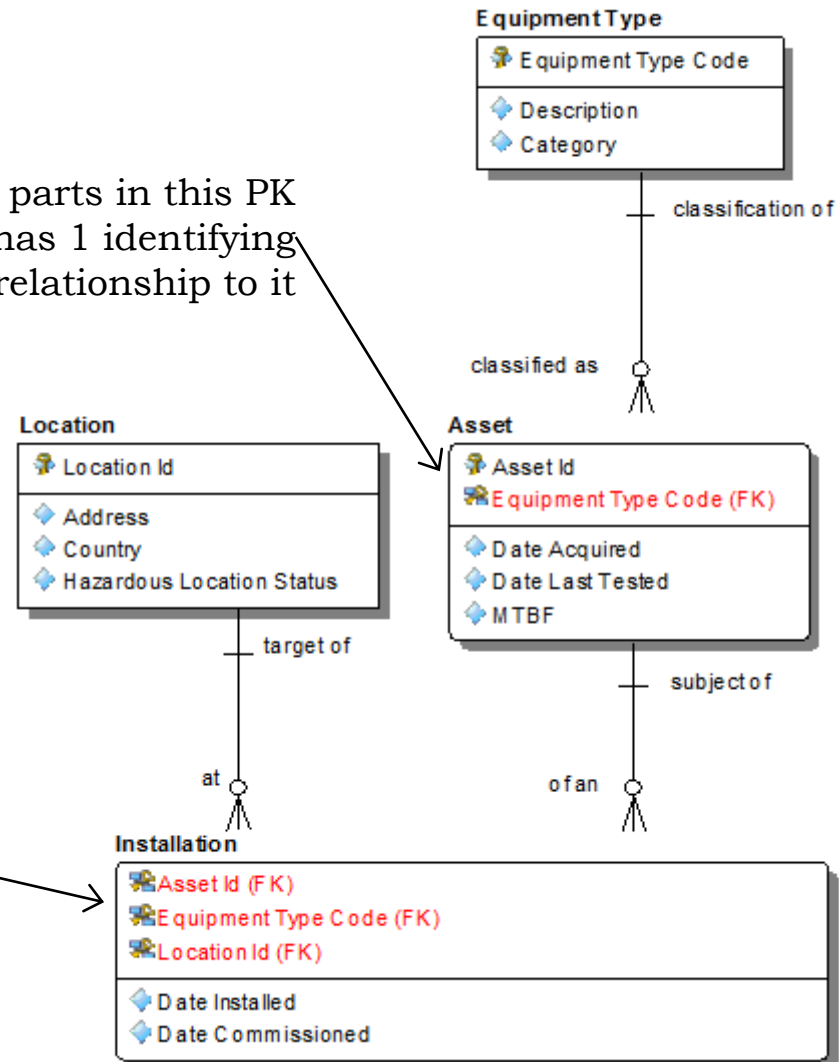 Equipment Type
Equipment Type Code
Description
Category
parts in this PK
has 1 identifying
relationship to it
classification of
classified as
Location
Location Id
Address
Country
Hazardous Location Status
Asset
Asset Id
Equipment Type Code (FK)
Date Acquired
Date Last Tested
MTBF
target of
subject of
at
of an
Installation
Asset Id (FK)
Equipment Type Code (FK)
Location Id (FK)
Date Installed
Date Commissioned